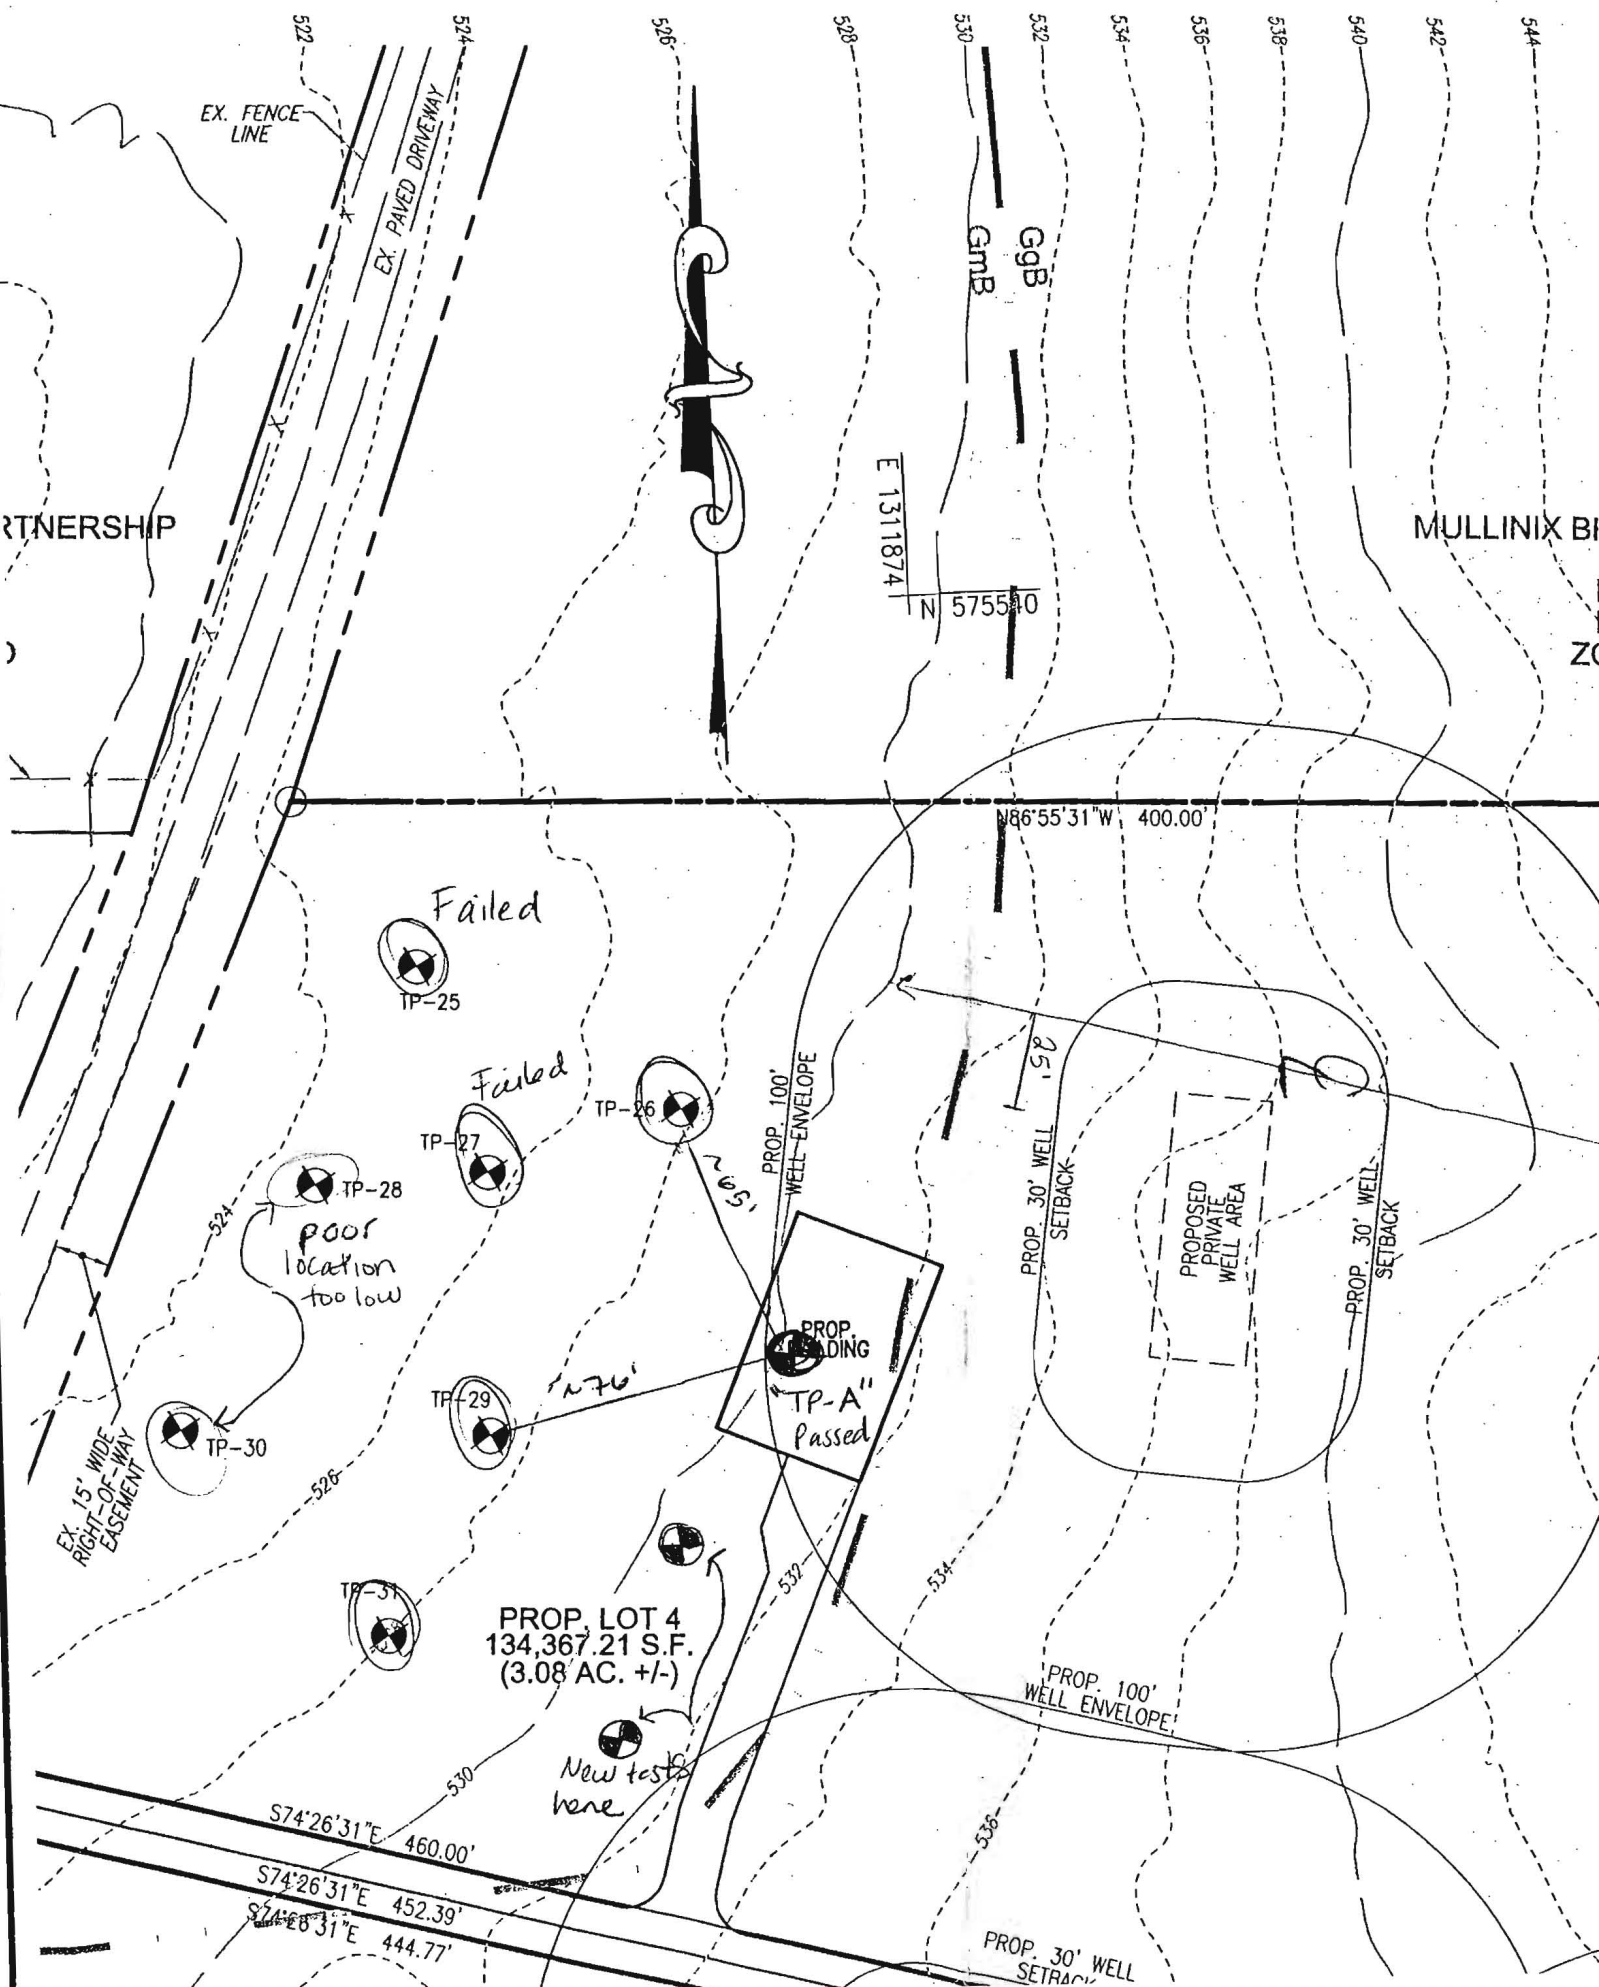 522
524
526
528
530
532
534
536
538
540
542
544
EX. FENCE
LINE
EX. PAVED DRIVEWAY
GmB
GgB
E 1311874
N 575510
RTNERSHIP
MULLINIX B
ZO
N86°55'31"W 400.00'
Failed
TP-25
Failed
TP-27
TP-26
~65'
TP-28
poor
location
too low
524
PROP. 100'
WELL ENVELOPE
25'
PROP. 30' WELL
SETBACK
PROPOSED
PRIVATE
WELL AREA
PROP. 30' WELL
SETBACK
PROP.
BUILDING
"TP-A"
Passed
TP-29
~76'
TP-30
EX. 15' WIDE
RIGHT-OF-WAY
EASEMENT
526
TP-31
532
534
PROP. LOT 4
134,367.21 S.F.
(3.08 AC. +/-)
PROP. 100'
WELL ENVELOPE
New tests
here
530
536
S74°26'31"E 460.00'
S74°26'31"E 452.39'
S74°26'31"E 444.77'
PROP. 30' WELL
SETBACK